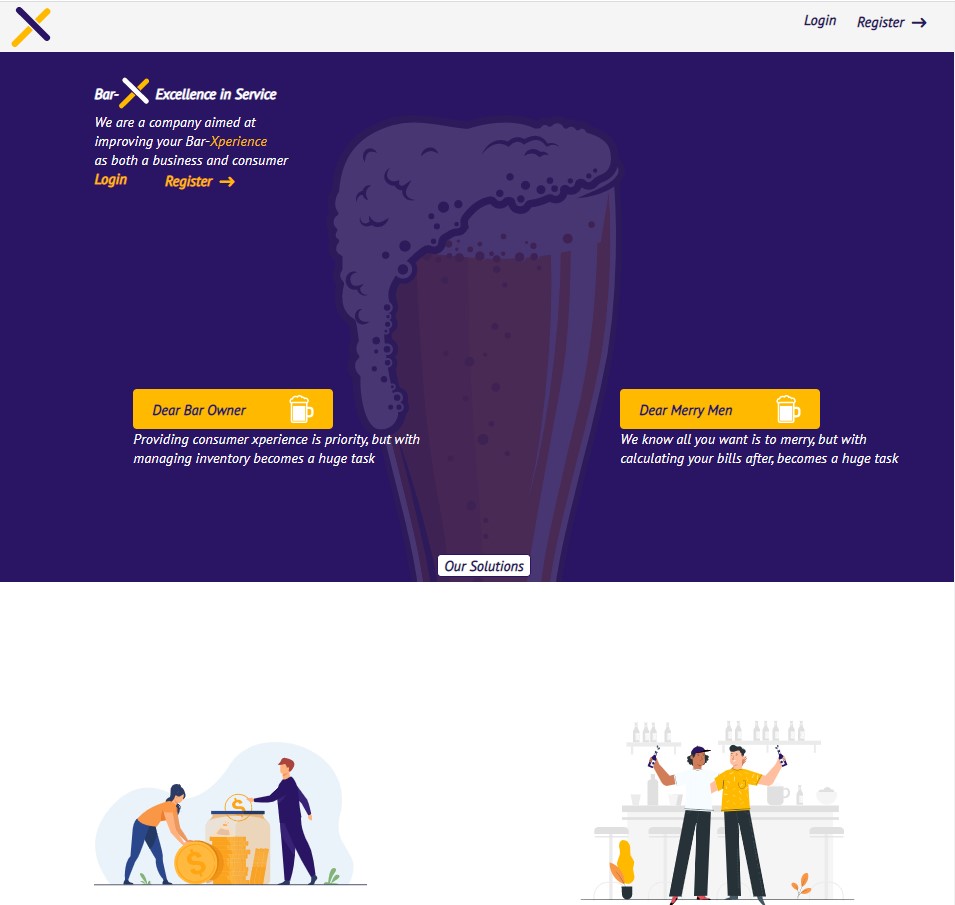 Login
Register →
Bar-X Excellence in Service
We are a company aimed at
improving your Bar-Xperience
as both a business and consumer
Login Register →
Dear Bar Owner
Providing consumer xperience is priority, but with
managing inventory becomes a huge task
Dear Merry Men
We know all you want is to merry, but with
calculating your bills after, becomes a huge task
Our Solutions